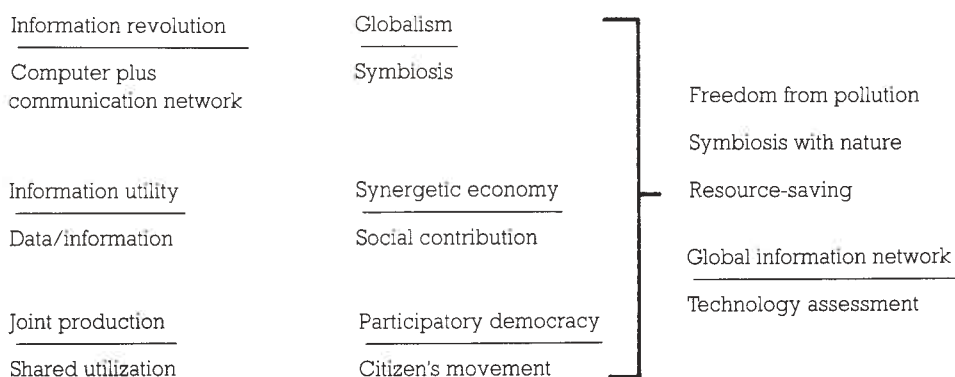 Information revolution
Computer plus
communication network
Information utility
Data/information
Joint production
Shared utilization
Globalism
Symbiosis
Synergetic economy
Social contribution
Participatory democracy
Citizen's movement
Freedom from pollution
Symbiosis with nature
Resource-saving
Global information network
Technology assessment